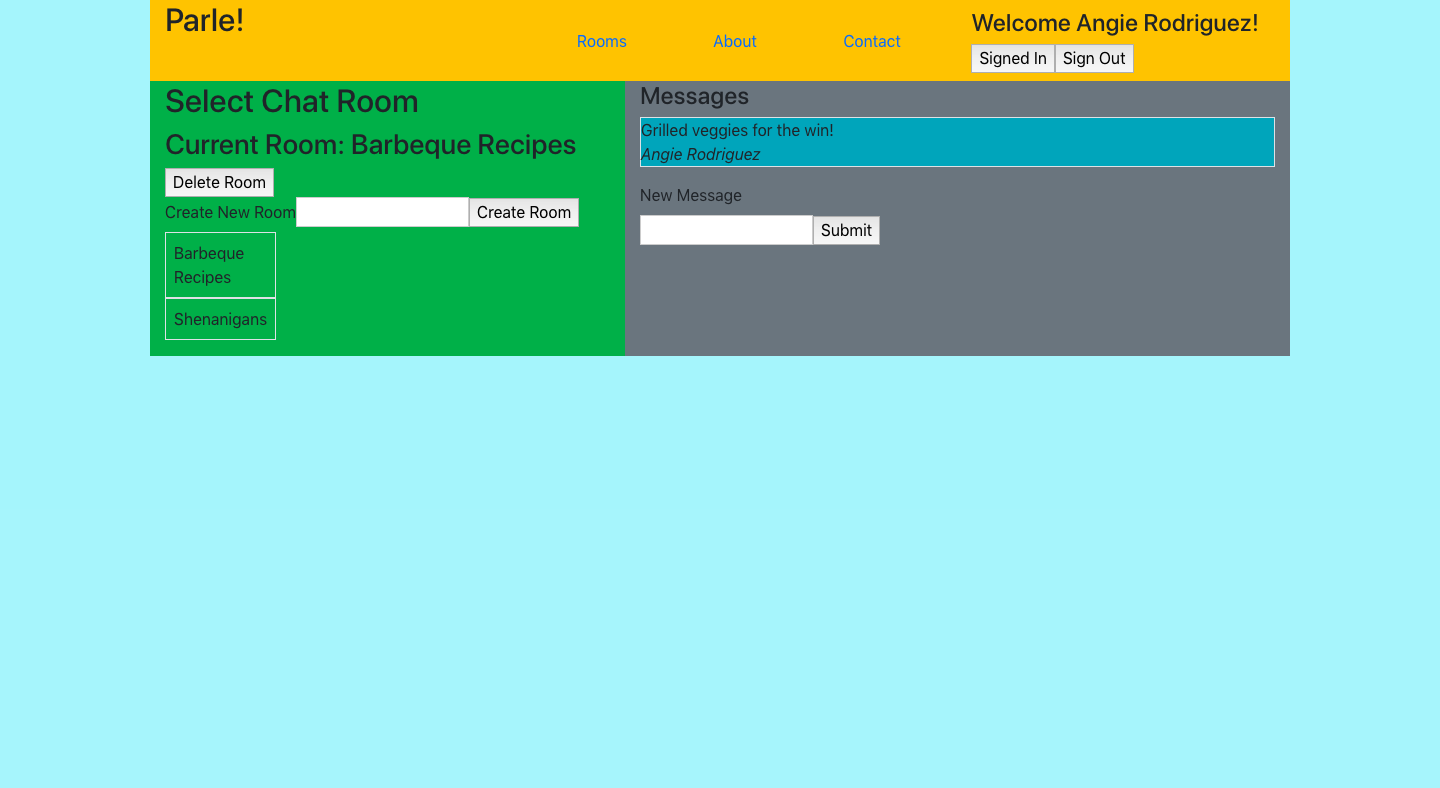 Parle!
Rooms
About
Contact
Welcome Angie Rodriguez!
Signed In
Sign Out
Select Chat Room
Current Room: Barbeque Recipes
Delete Room
Create New Room
Create Room
Barbeque
Recipes
Shenanigans
Messages
Grilled veggies for the win!
Angie Rodriguez
New Message
Submit